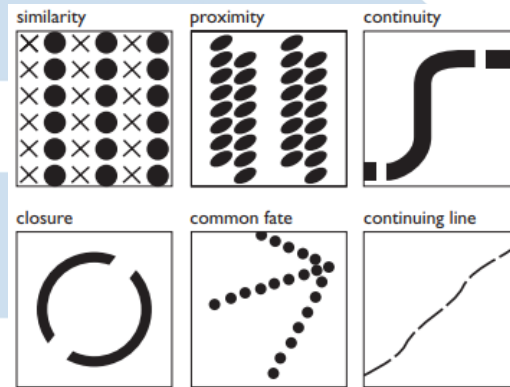 similarity
proximity
continuity
closure
common fate
continuing line